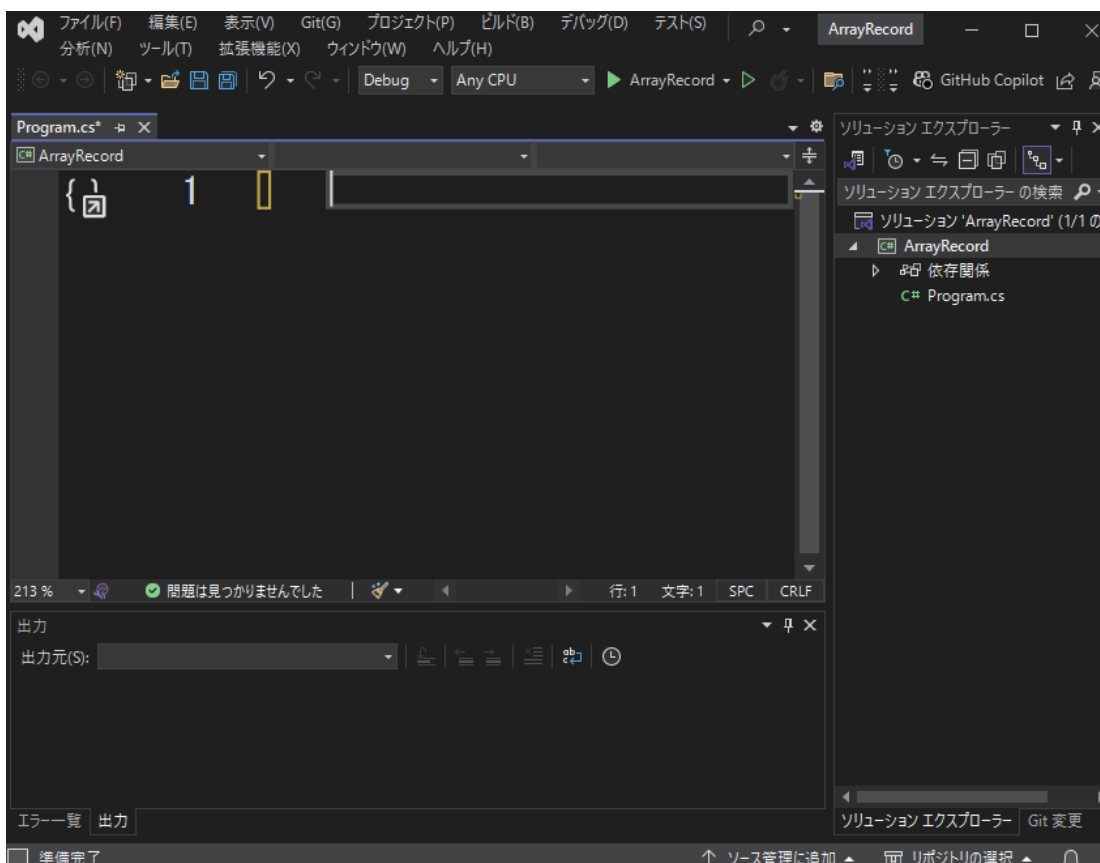 ファイル(F) 編集(E) 表示(V) Git(G) プロジェクト(P) ビルド(B) デバッグ(D) テスト(S)
分析(N) ツール(T) 拡張機能(X) ウィンドウ(W) ヘルプ(H)
ArrayRecord
Debug Any CPU ArrayRecord GitHub Copilot
Program.cs*
ArrayRecord
1
213 % 問題は見つかりませんでした 行: 1 文字: 1 SPC CRLF
出力
出力元(S):
エラー一覧 出力
ソリューション エクスプローラー
ソリューション エクスプローラー の検索
ソリューション 'ArrayRecord' (1/1 の
ArrayRecord
依存関係
C# Program.cs
ソリューション エクスプローラー Git 変更
準備完了 ソース管理に追加 リポジトリの選択